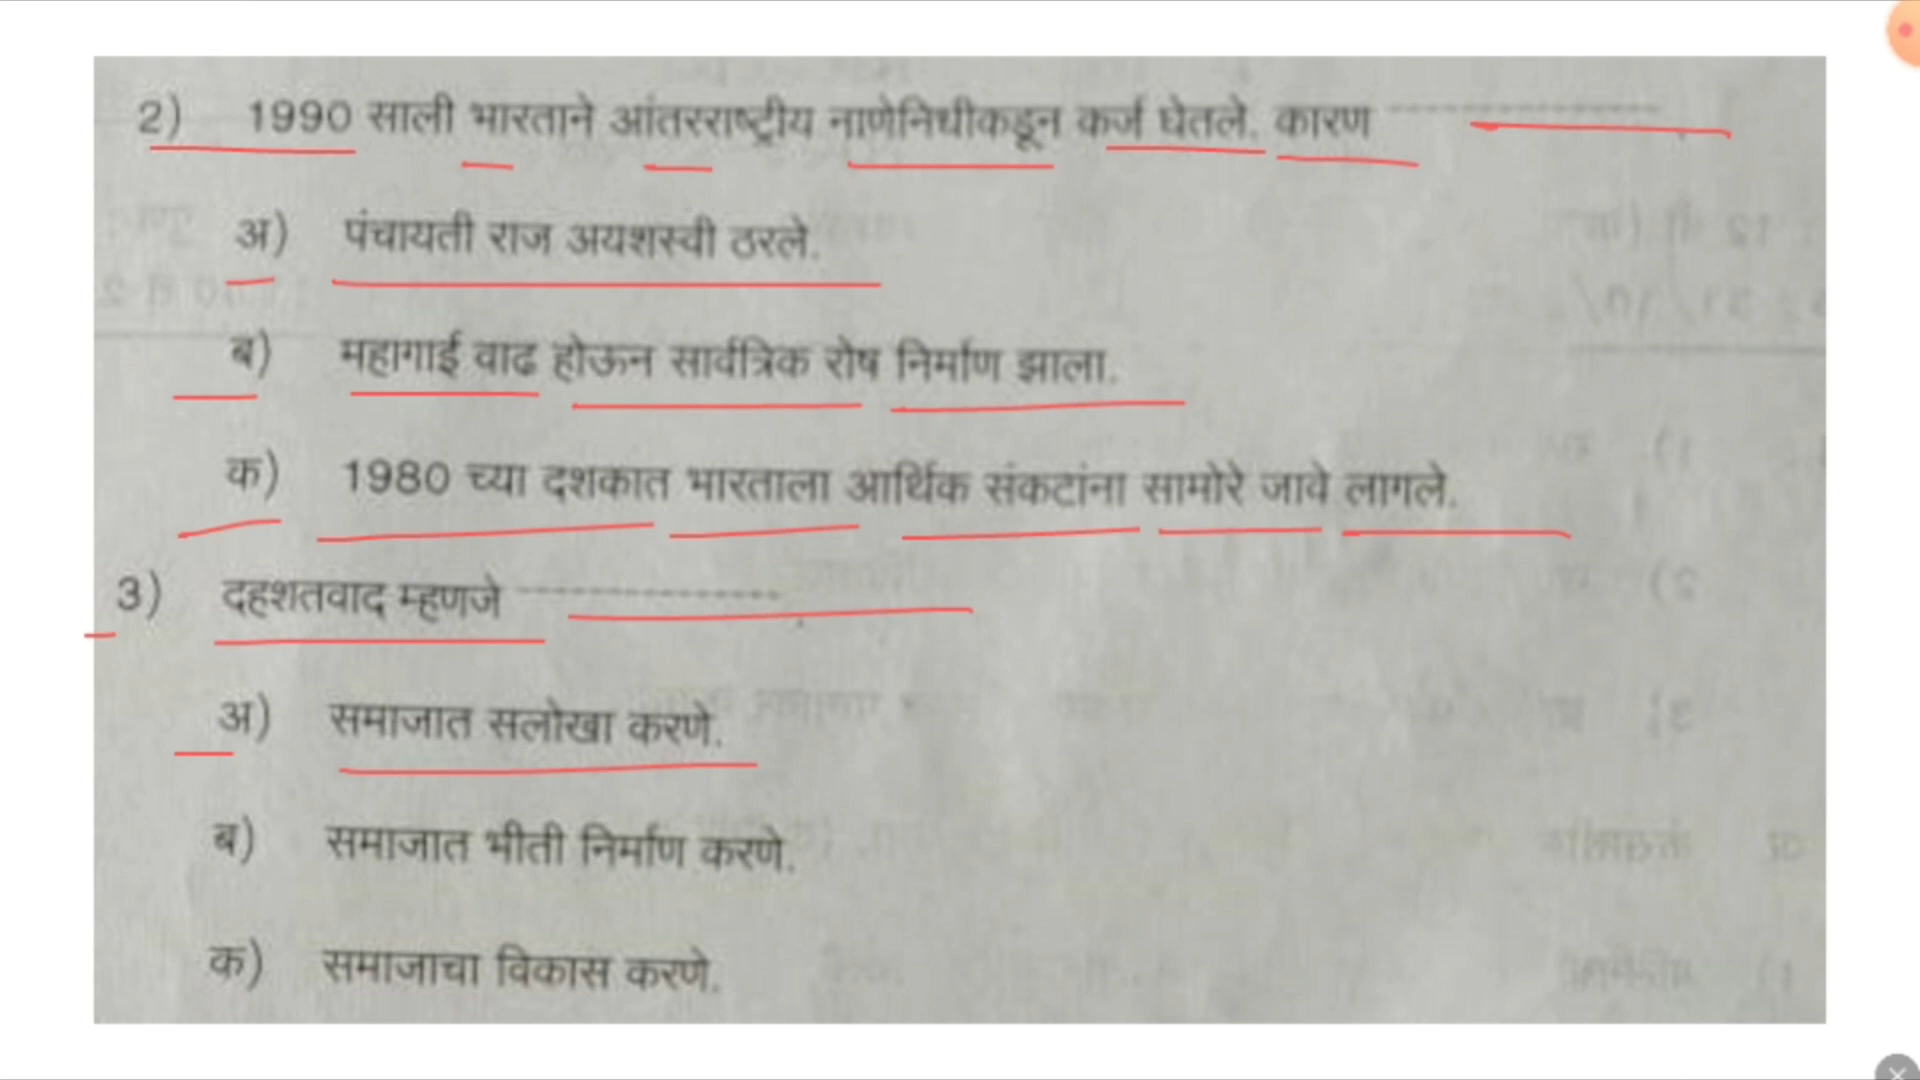 2) 1990 साली भारताने आंतरराष्ट्रीय नाणेनिधीकडून कर्ज घेतले. कारण ------------------ .
अ) पंचायती राज अयशस्वी ठरले.
ब) महागाई वाढ होऊन सार्वत्रिक रोष निर्माण झाला.
क) 1980 च्या दशकात भारताला आर्थिक संकटांना सामोरे जावे लागले.
3) दहशतवाद म्हणजे ------------------ .
अ) समाजात सलोखा करणे.
ब) समाजात भीती निर्माण करणे.
क) समाजाचा विकास करणे.